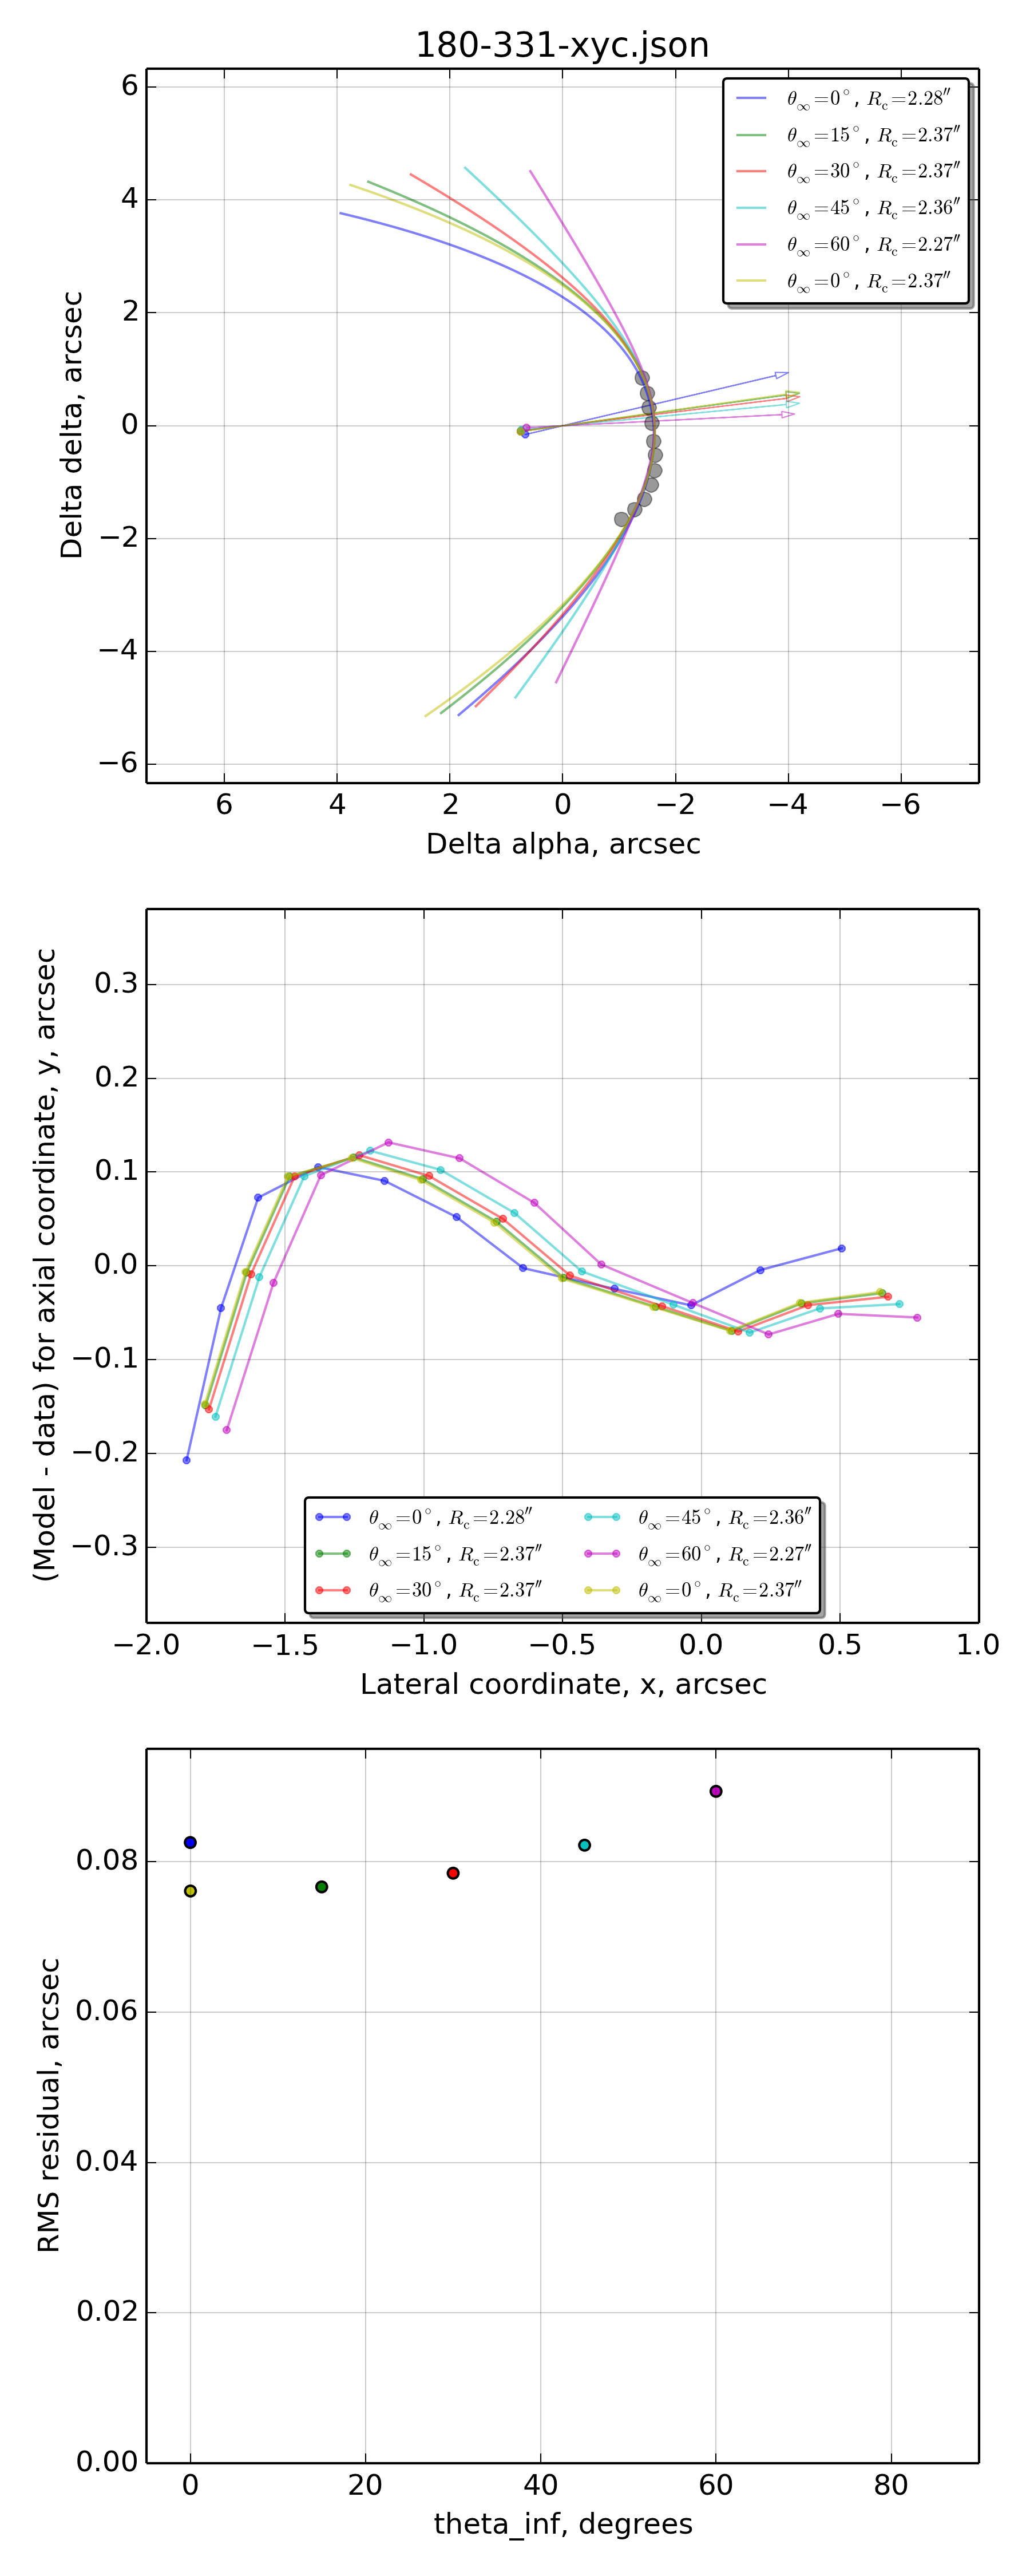 180-331-xyc.json
6
4
2
0
−2
−4
−6
Delta delta, arcsec
θ∞=0°, Rc=2.28″
θ∞=15°, Rc=2.37″
θ∞=30°, Rc=2.37″
θ∞=45°, Rc=2.36″
θ∞=60°, Rc=2.27″
θ∞=0°, Rc=2.37″
6 4 2 0 −2 −4 −6
Delta alpha, arcsec
0.3
0.2
0.1
0.0
−0.1
−0.2
−0.3
(Model - data) for axial coordinate, y, arcsec
θ∞=0°, Rc=2.28″ θ∞=45°, Rc=2.36″
θ∞=15°, Rc=2.37″ θ∞=60°, Rc=2.27″
θ∞=30°, Rc=2.37″ θ∞=0°, Rc=2.37″
−2.0 −1.5 −1.0 −0.5 0.0 0.5 1.0
Lateral coordinate, x, arcsec
0.08
0.06
0.04
0.02
0.00
RMS residual, arcsec
0 20 40 60 80
theta_inf, degrees